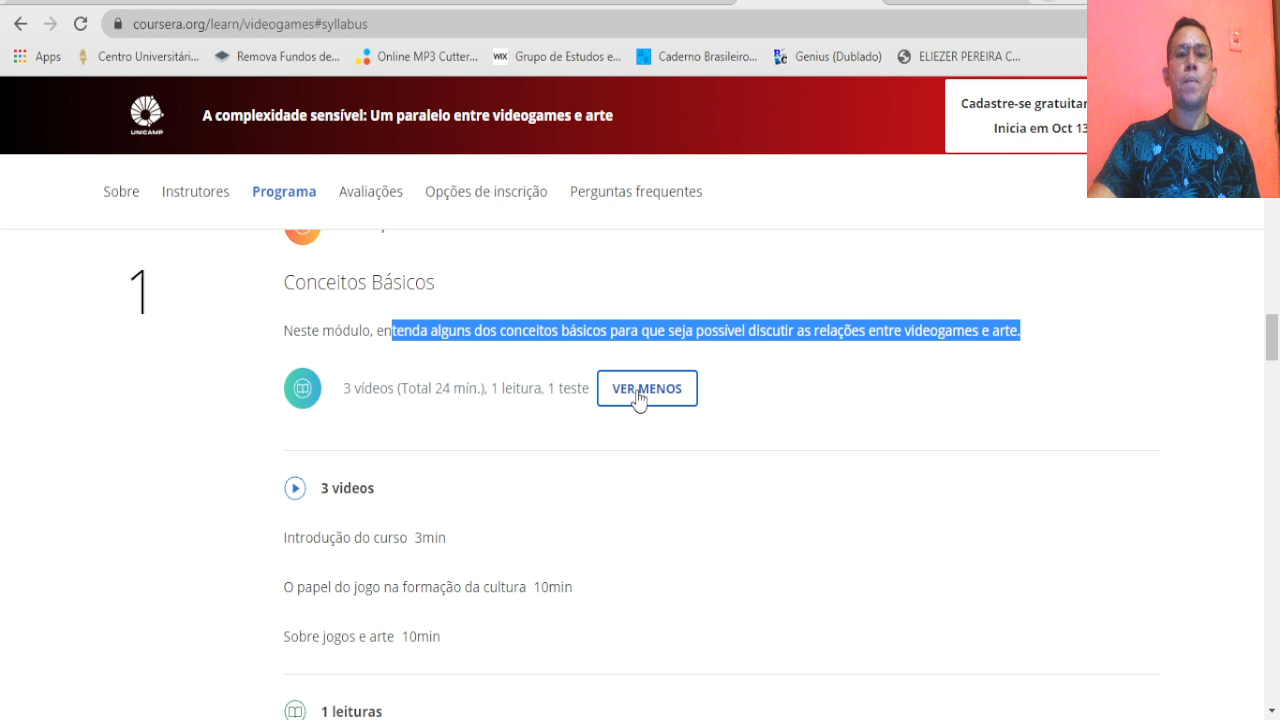 coursera.org/learn/videogames#syllabus
Apps Centro Universitári... Remova Fundos de... Online MP3 Cutter... WIX Grupo de Estudos e... Caderno Brasileiro... Genius (Dublado) ELIEZER PEREIRA C...
UNICAMP
A complexidade sensível: Um paralelo entre videogames e arte
Cadastre-se
Inicia em Oct 13
Sobre Instrutores Programa Avaliações Opções de inscrição Perguntas frequentes
1
Conceitos Básicos
Neste módulo, entenda alguns dos conceitos básicos para que seja possível discutir as relações entre videogames e arte.
3 vídeos (Total 24 mín.), 1 leitura, 1 teste VER MENOS
3 videos
Introdução do curso 3min
O papel do jogo na formação da cultura 10min
Sobre jogos e arte 10min
1 leituras